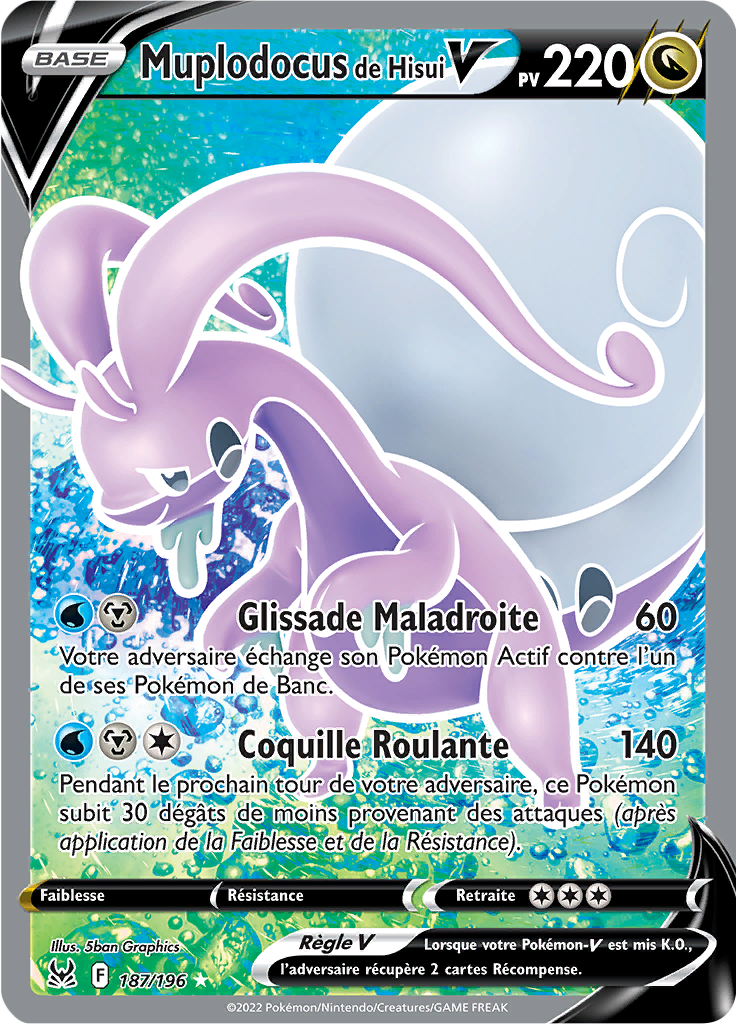 BASE Muplodocus de Hisui V PV 220
Glissade Maladroite 60
Votre adversaire échange son Pokémon Actif contre l'un
de ses Pokémon de Banc.
Coquille Roulante 140
Pendant le prochain tour de votre adversaire, ce Pokémon
subit 30 dégâts de moins provenant des attaques (après
application de la Faiblesse et de la Résistance).
Faiblesse Résistance Retraite
Illus. 5ban Graphics
F 187/196
Règle V Lorsque votre Pokémon-V est mis K.O.,
l'adversaire récupère 2 cartes Récompense.
©2022 Pokémon/Nintendo/Creatures/GAME FREAK